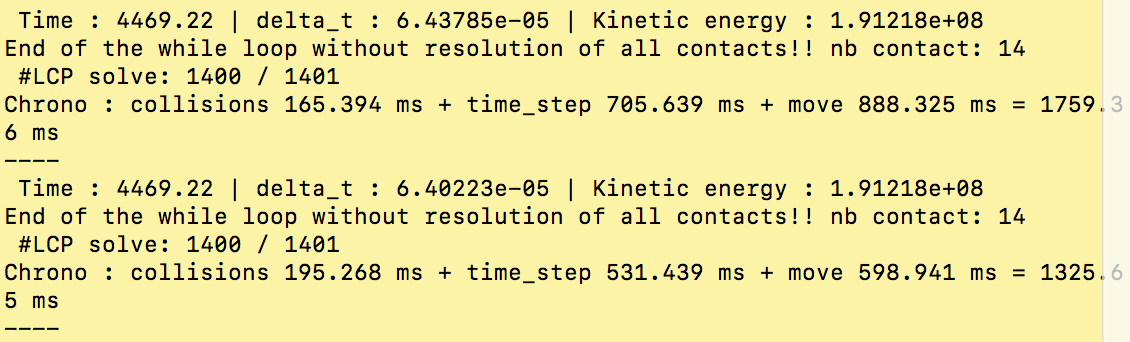 Time : 4469.22 | delta_t : 6.43785e-05 | Kinetic energy : 1.91218e+08
End of the while loop without resolution of all contacts!! nb contact: 14
#LCP solve: 1400 / 1401
Chrono : collisions 165.394 ms + time_step 705.639 ms + move 888.325 ms = 1759.3
6 ms
----
Time : 4469.22 | delta_t : 6.40223e-05 | Kinetic energy : 1.91218e+08
End of the while loop without resolution of all contacts!! nb contact: 14
#LCP solve: 1400 / 1401
Chrono : collisions 195.268 ms + time_step 531.439 ms + move 598.941 ms = 1325.6
5 ms
----